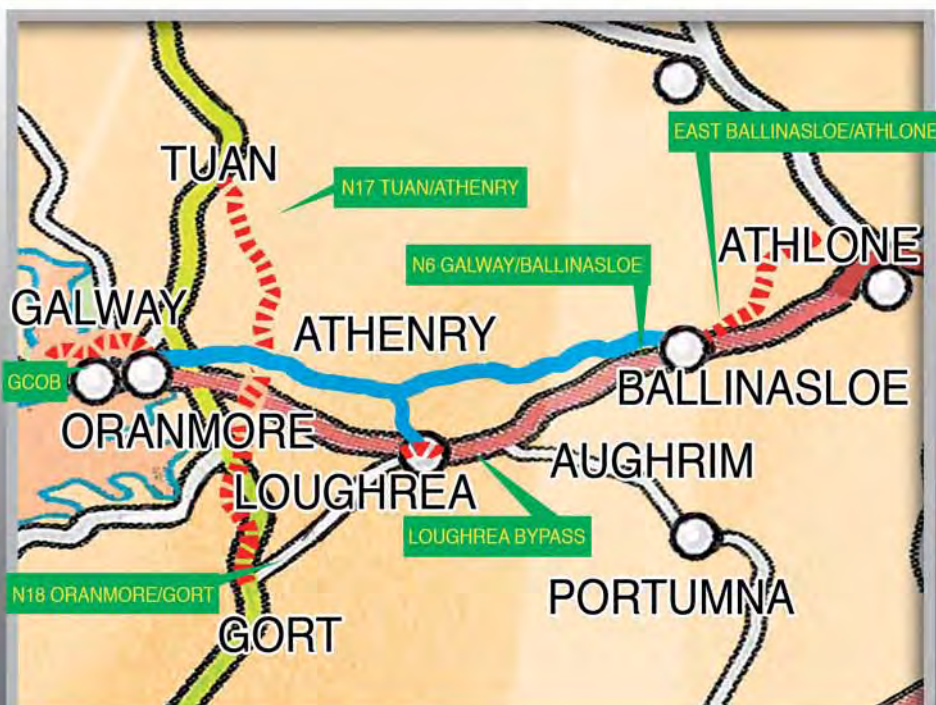 EAST BALLINASLOE/ATHLONE
TUAN
N17 TUAN/ATHENRY
ATHLONE
N6 GALWAY/BALLINASLOE
GALWAY
ATHENRY
GCOB
BALLINASLOE
ORANMORE
AUGHRIM
LOUGHREA
LOUGHREA BYPASS
N18 ORANMORE/GORT
PORTUMNA
GORT